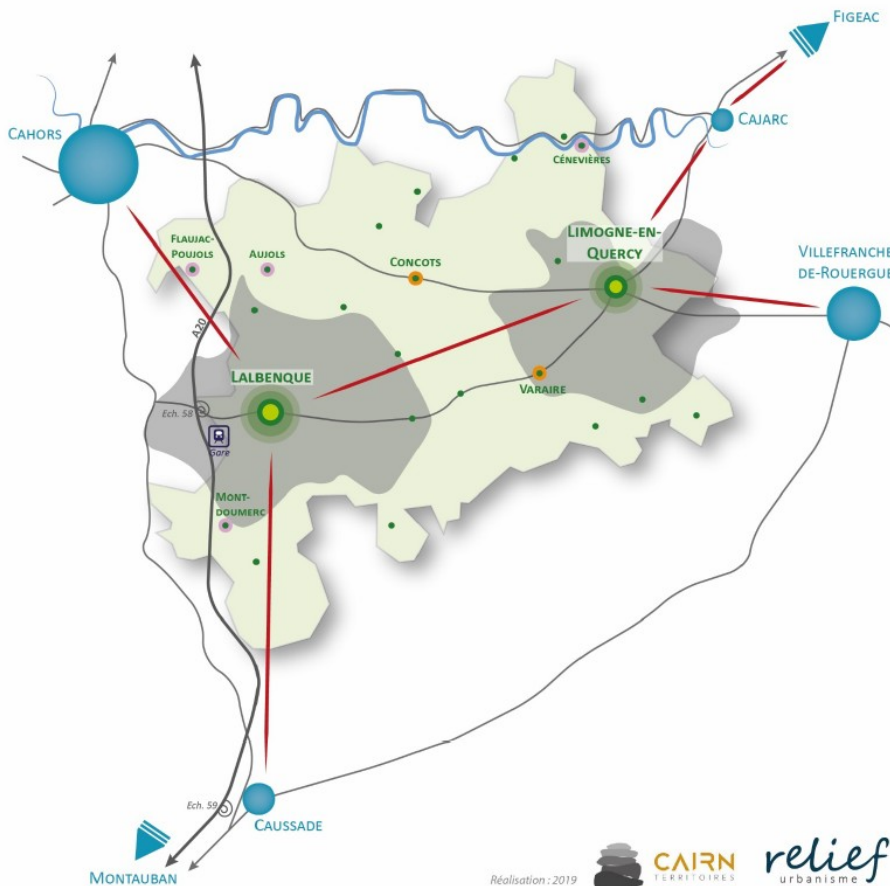 FIGEAC
CAHORS
CAJARC
CÉNEVIÈRES
LIMOGNE-EN-
QUERCY
FLAUJAC-
POUJOLS
AUJOLS
CONCOTS
VILLEFRANCHE
DE-ROUERGUE
A20
LALBENQUE
VARAIRE
Ech. 58
Gare
MONT-
DOUMERC
Ech. 59
CAUSSADE
MONTAUBAN
Réalisation : 2019
CAIRN
TERRITOIRES
relief
urbanisme